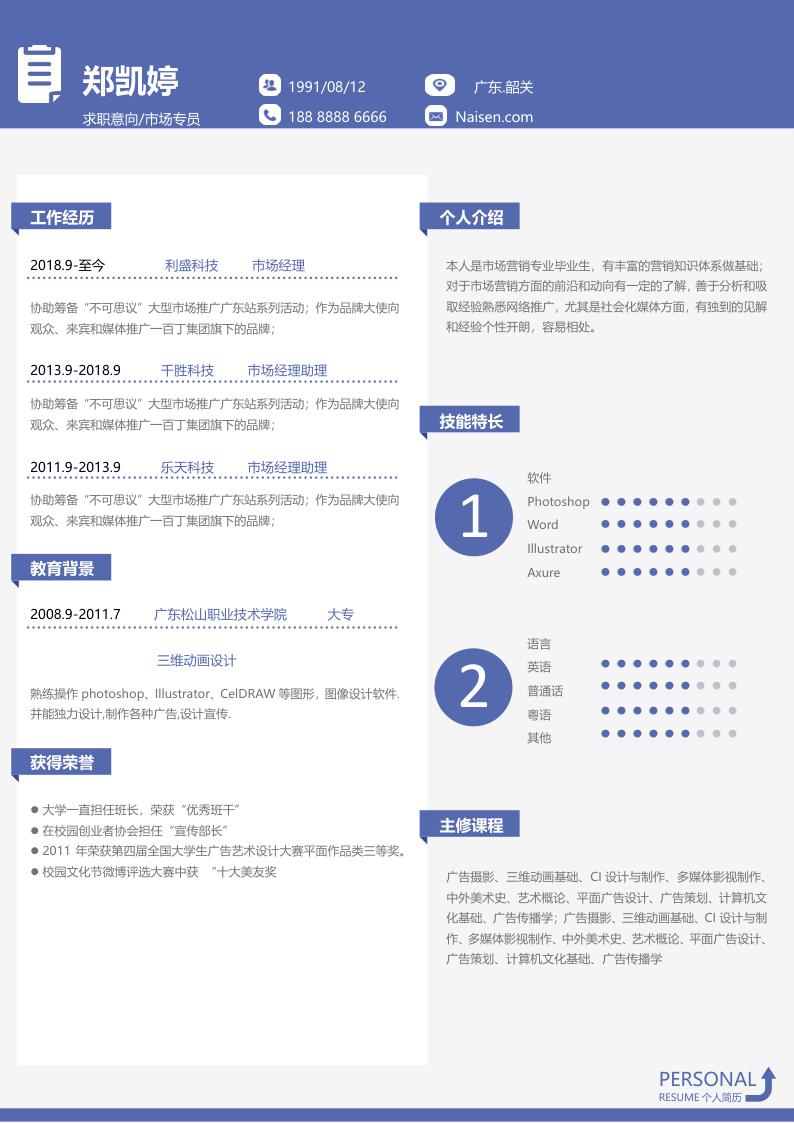 郑凯婷
求职意向/市场专员
1991/08/12
188 8888 6666
广东.韶关
Naisen.com
工作经历
2018.9-至今 利盛科技 市场经理
协助筹备“不可思议”大型市场推广广东站系列活动；作为品牌大使向
观众、来宾和媒体推广一百丁集团旗下的品牌；
2013.9-2018.9 千胜科技 市场经理助理
协助筹备“不可思议”大型市场推广广东站系列活动；作为品牌大使向
观众、来宾和媒体推广一百丁集团旗下的品牌；
2011.9-2013.9 乐天科技 市场经理助理
协助筹备“不可思议”大型市场推广广东站系列活动；作为品牌大使向
观众、来宾和媒体推广一百丁集团旗下的品牌；
教育背景
2008.9-2011.7 广东松山职业技术学院 大专
三维动画设计
熟练操作 photoshop、Illustrator、CelDRAW 等图形，图像设计软件.
并能独力设计,制作各种广告,设计宣传.
获得荣誉
● 大学一直担任班长，荣获“优秀班干”
● 在校园创业者协会担任“宣传部长”
● 2011 年荣获第四届全国大学生广告艺术设计大赛平面作品类三等奖。
● 校园文化节微博评选大赛中获 “十大美友奖
个人介绍
本人是市场营销专业毕业生，有丰富的营销知识体系做基础；
对于市场营销方面的前沿和动向有一定的了解，善于分析和吸
取经验熟悉网络推广，尤其是社会化媒体方面，有独到的见解
和经验个性开朗，容易相处。
技能特长
1
软件
Photoshop
Word
Illustrator
Axure
2
语言
英语
普通话
粤语
其他
主修课程
广告摄影、三维动画基础、CI 设计与制作、多媒体影视制作、
中外美术史、艺术概论、平面广告设计、广告策划、计算机文
化基础、广告传播学；广告摄影、三维动画基础、CI 设计与制
作、多媒体影视制作、中外美术史、艺术概论、平面广告设计、
广告策划、计算机文化基础、广告传播学
PERSONAL
RESUME 个人简历